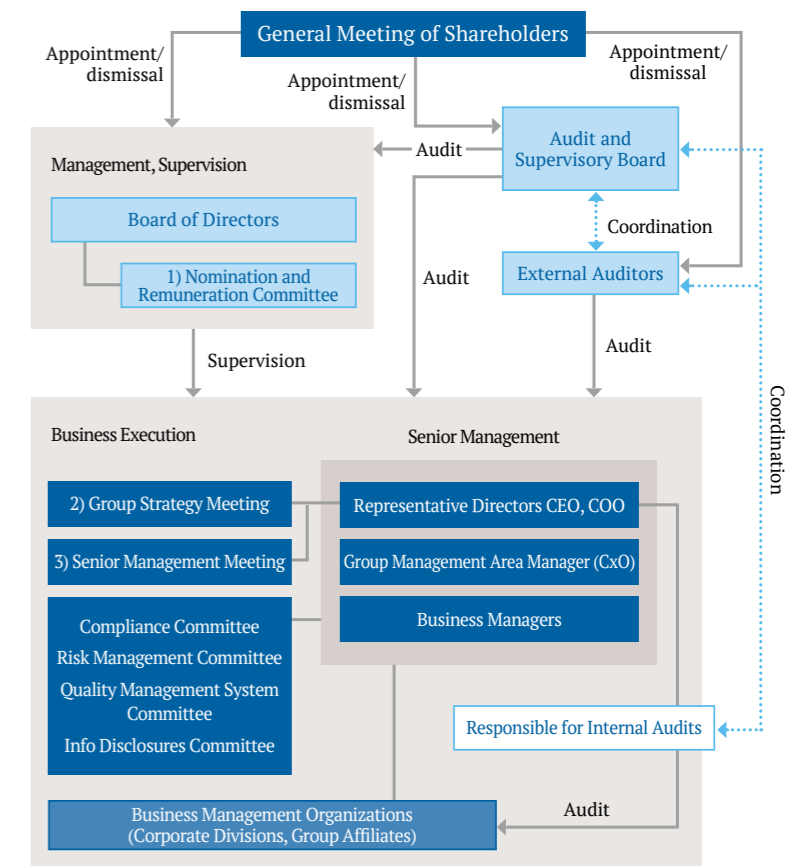 General Meeting of Shareholders
Appointment/
dismissal
Appointment/
dismissal
Appointment/
dismissal
Management, Supervision
Board of Directors
1) Nomination and
Remuneration Committee
Audit
Audit and
Supervisory Board
Coordination
External Auditors
Audit
Audit
Supervision
Coordination
Business Execution
Senior Management
2) Group Strategy Meeting
3) Senior Management Meeting
Compliance Committee
Risk Management Committee
Quality Management System
Committee
Info Disclosures Committee
Representative Directors CEO, COO
Group Management Area Manager (CxO)
Business Managers
Responsible for Internal Audits
Business Management Organizations
(Corporate Divisions, Group Affiliates)
Audit